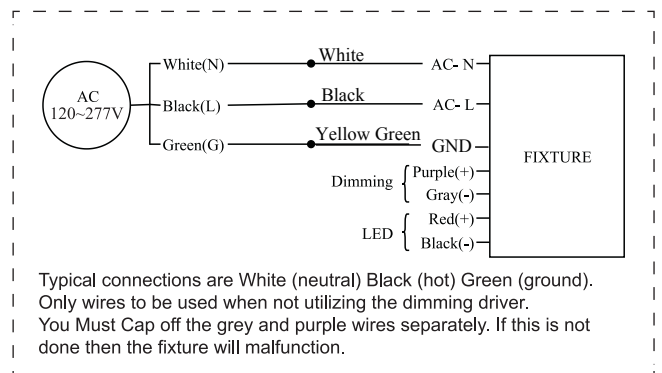 AC
120~277V
White(N)
White
AC- N
Black(L)
Black
AC- L
Green(G)
Yellow Green
GND
FIXTURE
Dimming
Purple(+)
Gray(-)
LED
Red(+)
Black(-)
Typical connections are White (neutral) Black (hot) Green (ground).
Only wires to be used when not utilizing the dimming driver.
You Must Cap off the grey and purple wires separately. If this is not
done then the fixture will malfunction.